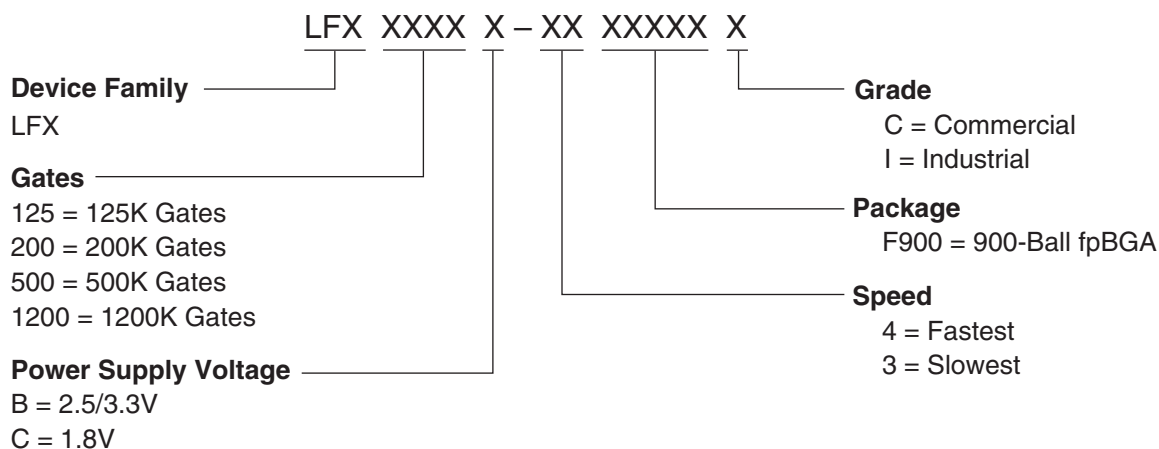 LFX XXXX X – XX XXXXX X
Device Family
LFX
Gates
125 = 125K Gates
200 = 200K Gates
500 = 500K Gates
1200 = 1200K Gates
Power Supply Voltage
B = 2.5/3.3V
C = 1.8V
Grade
C = Commercial
I = Industrial
Package
F900 = 900-Ball fpBGA
Speed
4 = Fastest
3 = Slowest